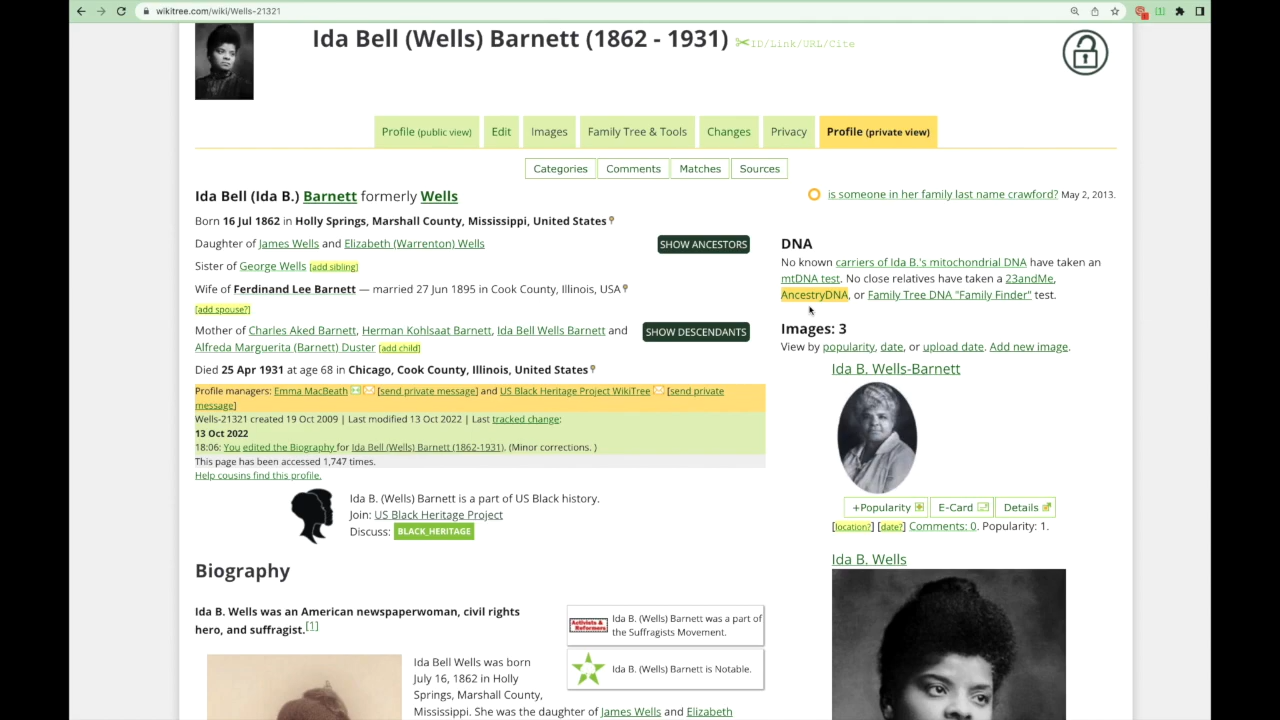 wikitree.com/wiki/Wells-21321
Ida Bell (Wells) Barnett (1862 - 1931) ID/Link/URL/Cite
Profile (public view) Edit Images Family Tree & Tools Changes Privacy Profile (private view)
Categories Comments Matches Sources
Ida Bell (Ida B.) Barnett formerly Wells
Born 16 Jul 1862 in Holly Springs, Marshall County, Mississippi, United States
Daughter of James Wells and Elizabeth (Warrenton) Wells
SHOW ANCESTORS
Sister of George Wells [add sibling]
Wife of Ferdinand Lee Barnett — married 27 Jun 1895 in Cook County, Illinois, USA
[add spouse?]
Mother of Charles Aked Barnett, Herman Kohlsaat Barnett, Ida Bell Wells Barnett and
Alfreda Marguerita (Barnett) Duster [add child]
SHOW DESCENDANTS
Died 25 Apr 1931 at age 68 in Chicago, Cook County, Illinois, United States
Profile managers: Emma MacBeath [send private message] and US Black Heritage Project WikiTree [send private
message]
Wells-21321 created 19 Oct 2009 | Last modified 13 Oct 2022 | Last tracked change:
13 Oct 2022
18:06: You edited the Biography for Ida Bell (Wells) Barnett (1862-1931). (Minor corrections. )
This page has been accessed 1,747 times.
Help cousins find this profile.
Ida B. (Wells) Barnett is a part of US Black history.
Join: US Black Heritage Project
Discuss: BLACK_HERITAGE
Biography
Ida B. Wells was an American newspaperwoman, civil rights
hero, and suffragist.[1]
Activists &
Reformers
Ida B. (Wells) Barnett was a part of
the Suffragists Movement.
Ida B. (Wells) Barnett is Notable.
Ida Bell Wells was born
July 16, 1862 in Holly
Springs, Marshall County,
Mississippi. She was the daughter of James Wells and Elizabeth
is someone in her family last name crawford? May 2, 2013.
DNA
No known carriers of Ida B.'s mitochondrial DNA have taken an
mtDNA test. No close relatives have taken a 23andMe,
AncestryDNA, or Family Tree DNA "Family Finder" test.
Images: 3
View by popularity, date, or upload date. Add new image.
Ida B. Wells-Barnett
+Popularity E-Card Details
[location?] [date?] Comments: 0. Popularity: 1.
Ida B. Wells